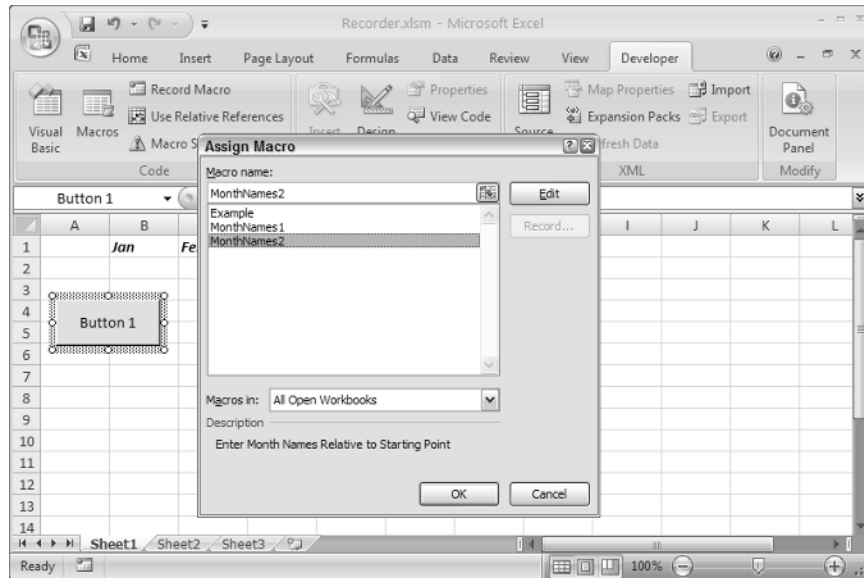 Recorder.xlsm - Microsoft Excel
Home Insert Page Layout Formulas Data Review View Developer
Visual Basic
Macros
Record Macro
Use Relative References
Macro S
Code
Insert
Design
Properties
View Code
Source
Map Properties
Expansion Packs
Refresh Data
Import
Export
XML
Document Panel
Modify
Button 1
A B I J K L
1 Jan Fe
2
3
4
5
6
7
8
9
10
11
12
13
14
Button 1
Assign Macro
Macro name:
MonthNames2
Edit
Example
MonthNames1
MonthNames2
Record...
Macros in: All Open Workbooks
Description
Enter Month Names Relative to Starting Point
OK Cancel
Sheet1 Sheet2 Sheet3
Ready 100%